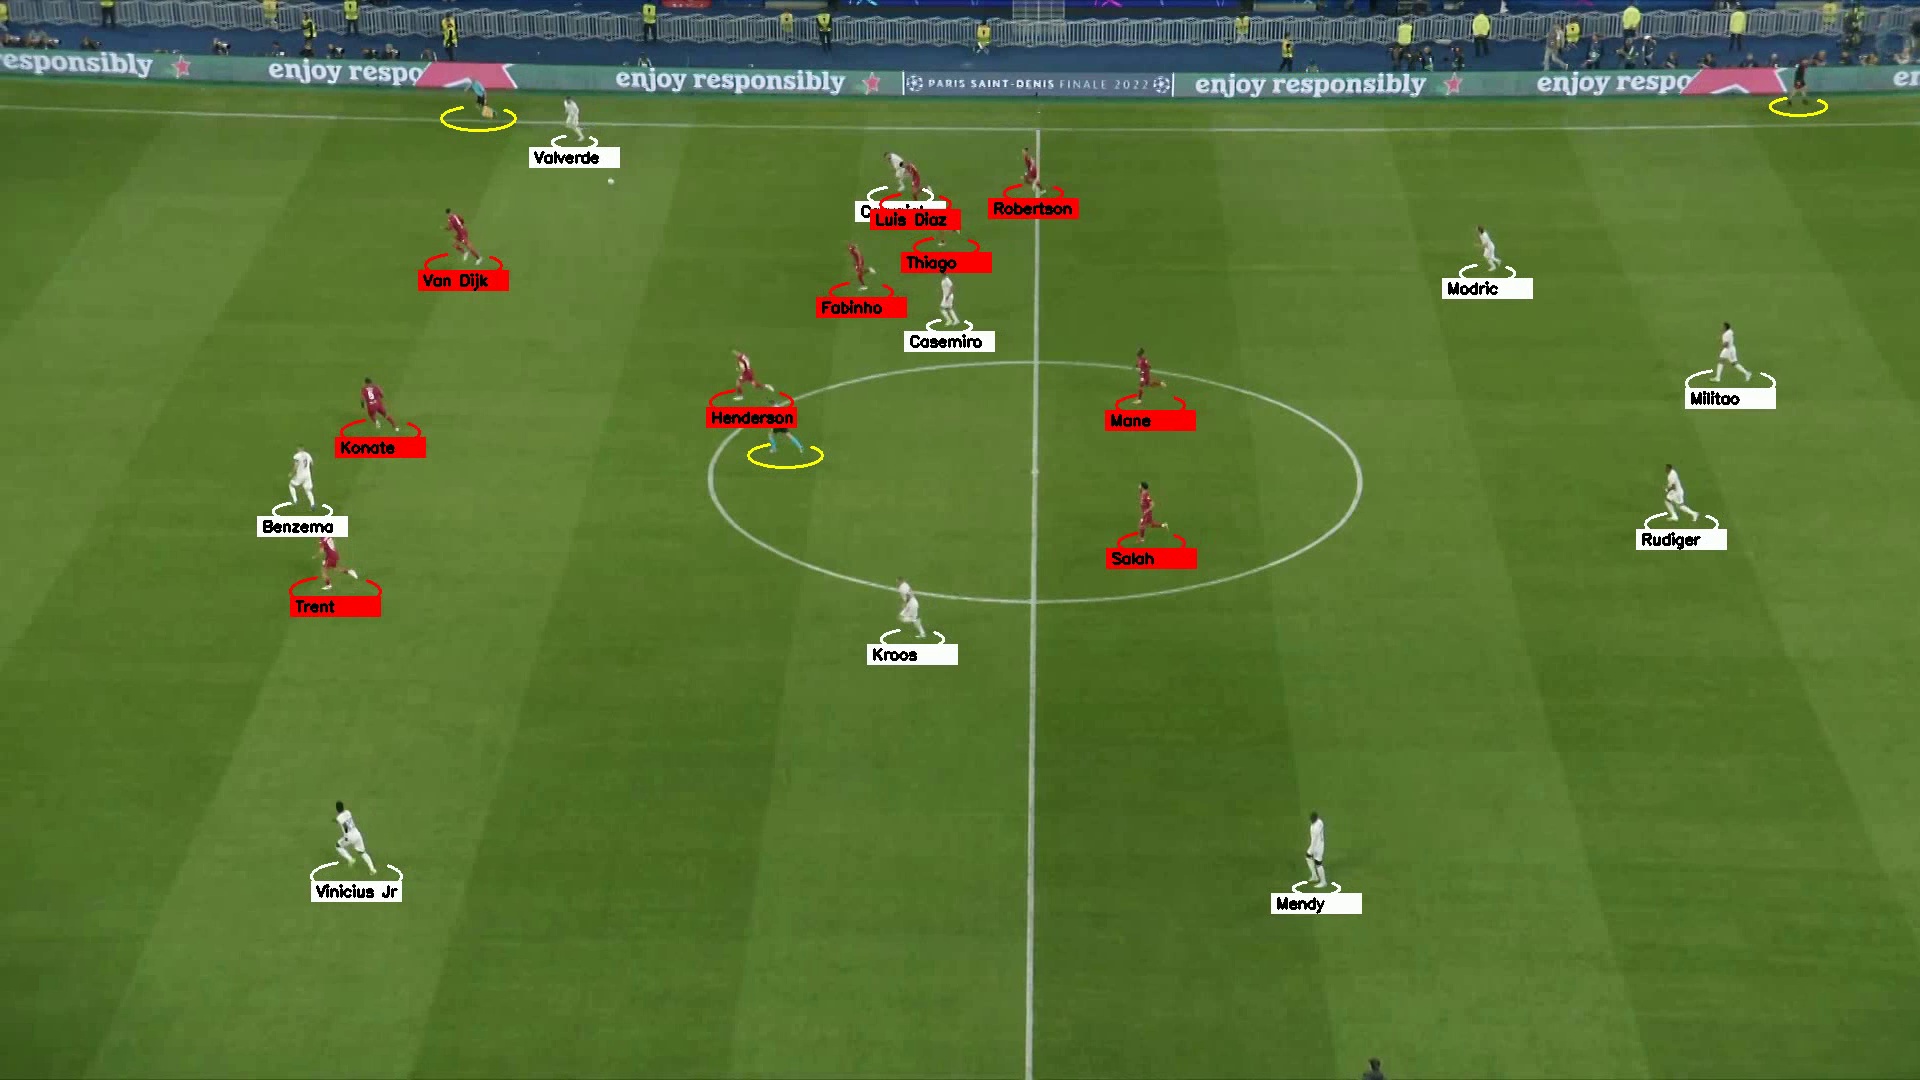 esponsibly
enjoy respo
enjoy responsibly
PARIS SAINT-DENIS FINALE 2022
enjoy responsibly
enjoy respo
er
Valverde
Luis Diaz
Robertson
Van Dijk
Thiago
Modric
Fabinho
Casemiro
Militao
Henderson
Mane
Konate
Benzema
Rudiger
Salah
Trent
Kroos
Vinicius Jr
Mendy